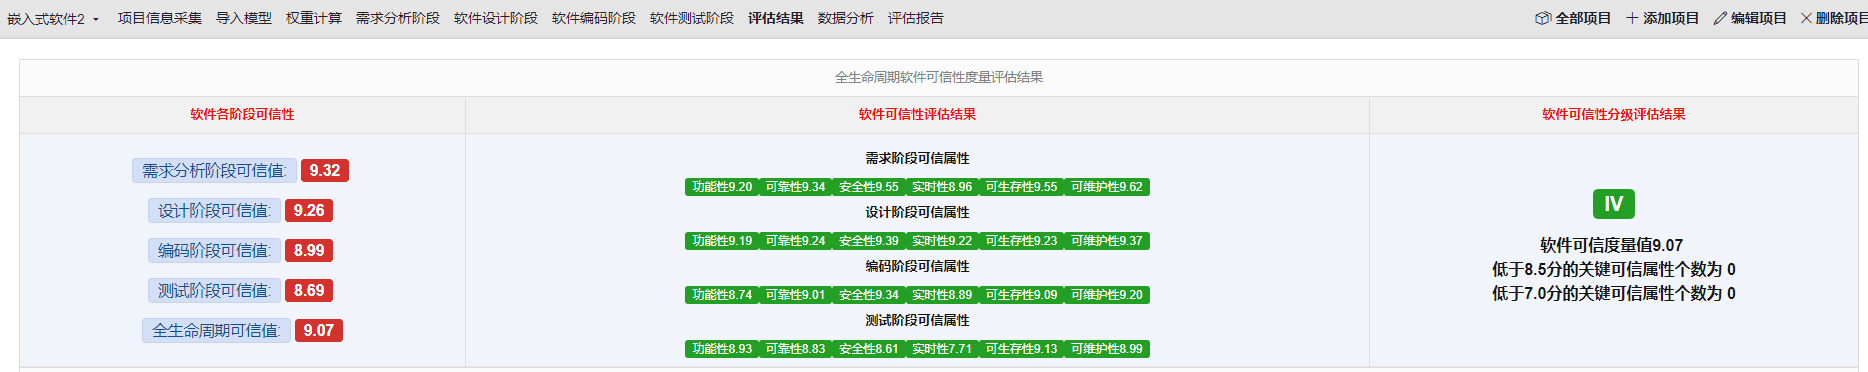 嵌入式软件2 项目信息采集 导入模型 权重计算 需求分析阶段 软件设计阶段 软件编码阶段 软件测试阶段 评估结果 数据分析 评估报告 全部项目 添加项目 编辑项目 删除项目
全生命周期软件可信性度量评估结果
软件各阶段可信性 软件可信性评估结果 软件可信性分级评估结果
需求分析阶段可信值: 9.32
设计阶段可信值: 9.26
编码阶段可信值: 8.99
测试阶段可信值: 8.69
全生命周期可信值: 9.07
需求阶段可信属性
功能性9.20 可靠性9.34 安全性9.55 实时性8.96 可生存性9.55 可维护性9.62
设计阶段可信属性
功能性9.19 可靠性9.24 安全性9.39 实时性9.22 可生存性9.23 可维护性9.37
编码阶段可信属性
功能性8.74 可靠性9.01 安全性9.34 实时性8.89 可生存性9.09 可维护性9.20
测试阶段可信属性
功能性8.93 可靠性8.83 安全性8.61 实时性7.71 可生存性9.13 可维护性8.99
IV
软件可信度量值9.07
低于8.5分的关键可信属性个数为 0
低于7.0分的关键可信属性个数为 0